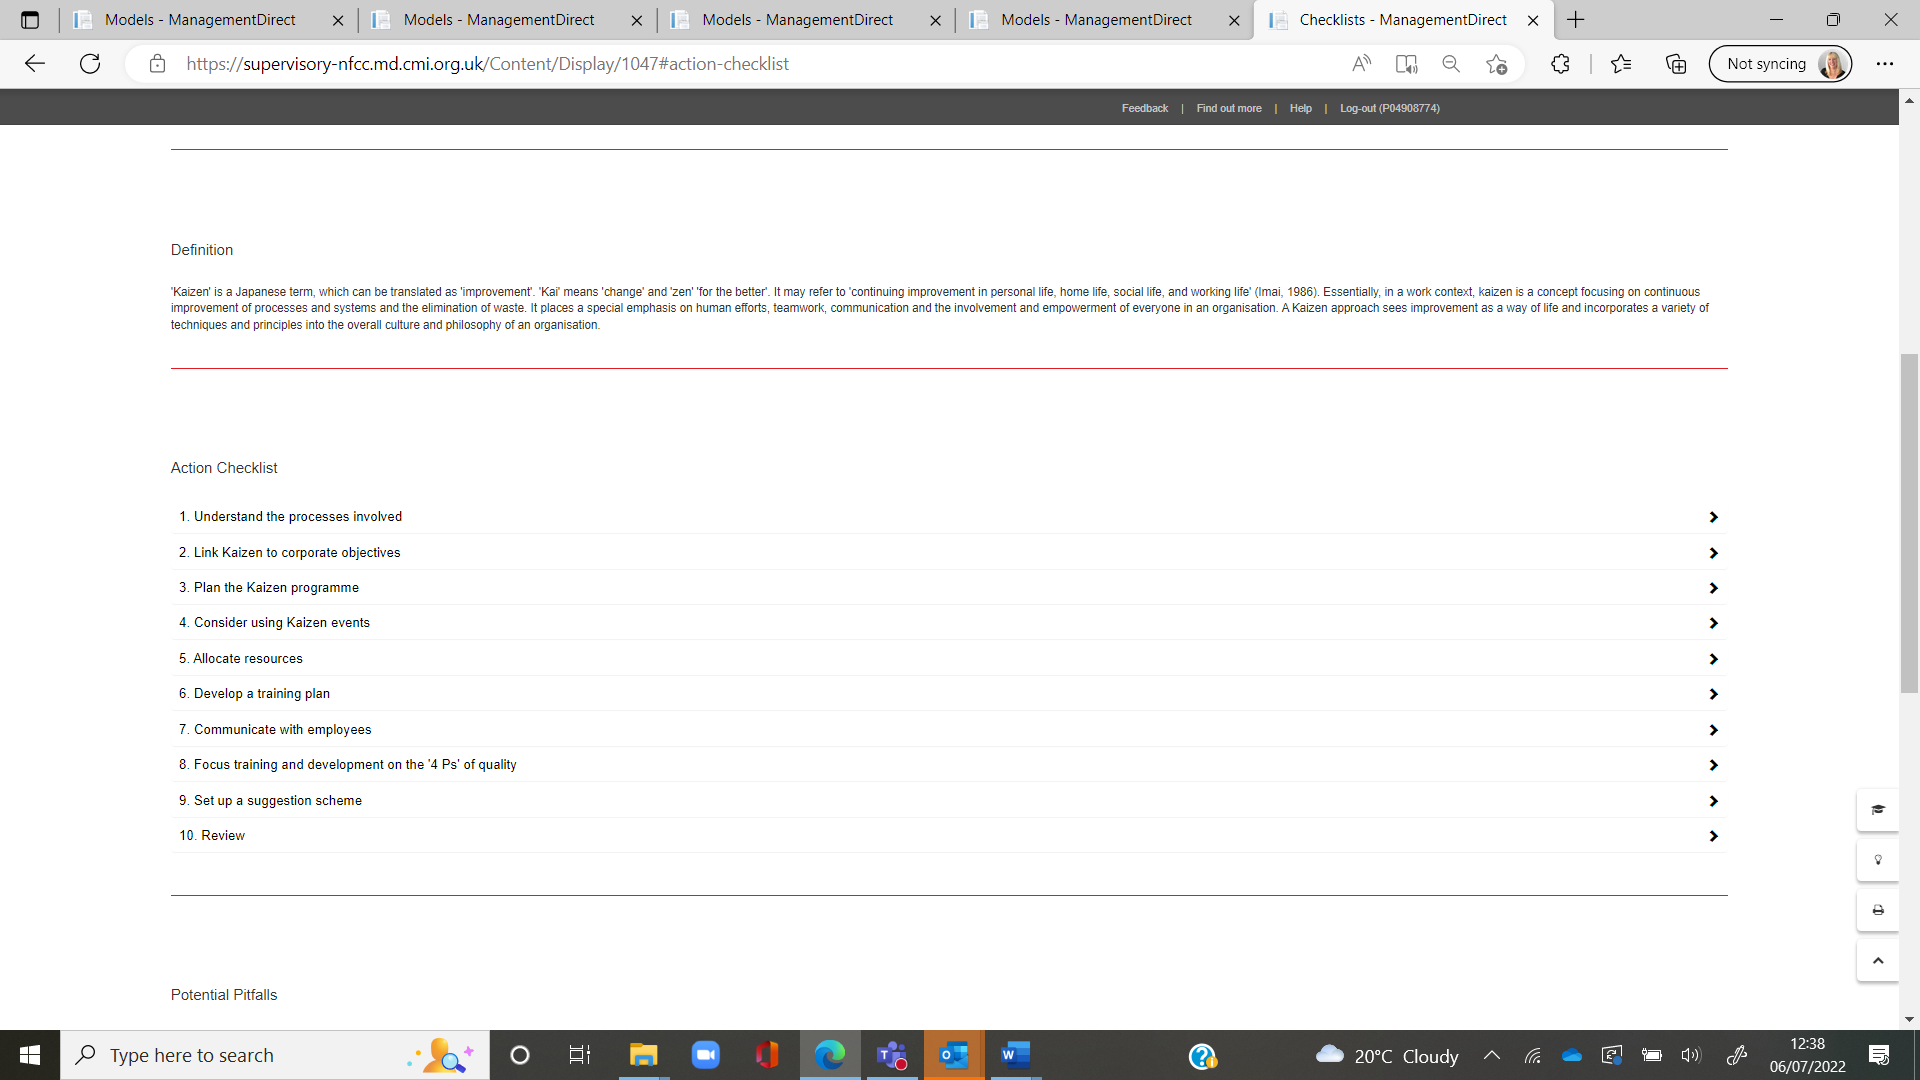 Models - ManagementDirect
Models - ManagementDirect
Models - ManagementDirect
Models - ManagementDirect
Checklists - ManagementDirect
https://supervisory-nfcc.md.cmi.org.uk/Content/Display/1047#action-checklist
Not syncing
Feedback | Find out more | Help | Log-out (P04908774)
Definition
'Kaizen' is a Japanese term, which can be translated as 'improvement'. 'Kai' means 'change' and 'zen' 'for the better'. It may refer to 'continuing improvement in personal life, home life, social life, and working life' (Imai, 1986). Essentially, in a work context, kaizen is a concept focusing on continuous
improvement of processes and systems and the elimination of waste. It places a special emphasis on human efforts, teamwork, communication and the involvement and empowerment of everyone in an organisation. A Kaizen approach sees improvement as a way of life and incorporates a variety of
techniques and principles into the overall culture and philosophy of an organisation.
Action Checklist
1. Understand the processes involved
2. Link Kaizen to corporate objectives
3. Plan the Kaizen programme
4. Consider using Kaizen events
5. Allocate resources
6. Develop a training plan
7. Communicate with employees
8. Focus training and development on the '4 Ps' of quality
9. Set up a suggestion scheme
10. Review
Potential Pitfalls
Type here to search
20°C Cloudy
12:38
06/07/2022